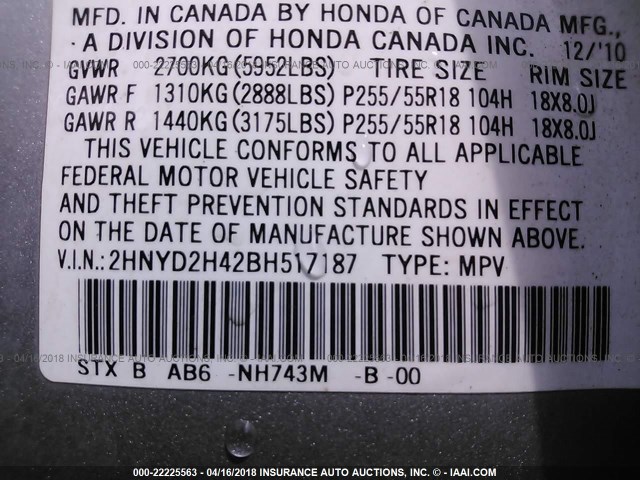 MFD. IN CANADA BY HONDA OF CANADA MFG.,
A DIVISION OF HONDA CANADA INC. 12/'10
GVWR 2700KG(5952LBS) TIRE SIZE RIM SIZE
GAWR F 1310KG(2888LBS) P255/55R18 104H 18X8.0J
GAWR R 1440KG(3175LBS) P255/55R18 104H 18X8.0J
THIS VEHICLE CONFORMS TO ALL APPLICABLE
FEDERAL MOTOR VEHICLE SAFETY
AND THEFT PREVENTION STANDARDS IN EFFECT
ON THE DATE OF MANUFACTURE SHOWN ABOVE.
V.I.N.:2HNYD2H42BH517187 TYPE: MPV
STX B AB6 -NH743M -B -00
000-22225563 - 04/16/2018 INSURANCE AUTO AUCTIONS, INC. - © - IAAI.COM